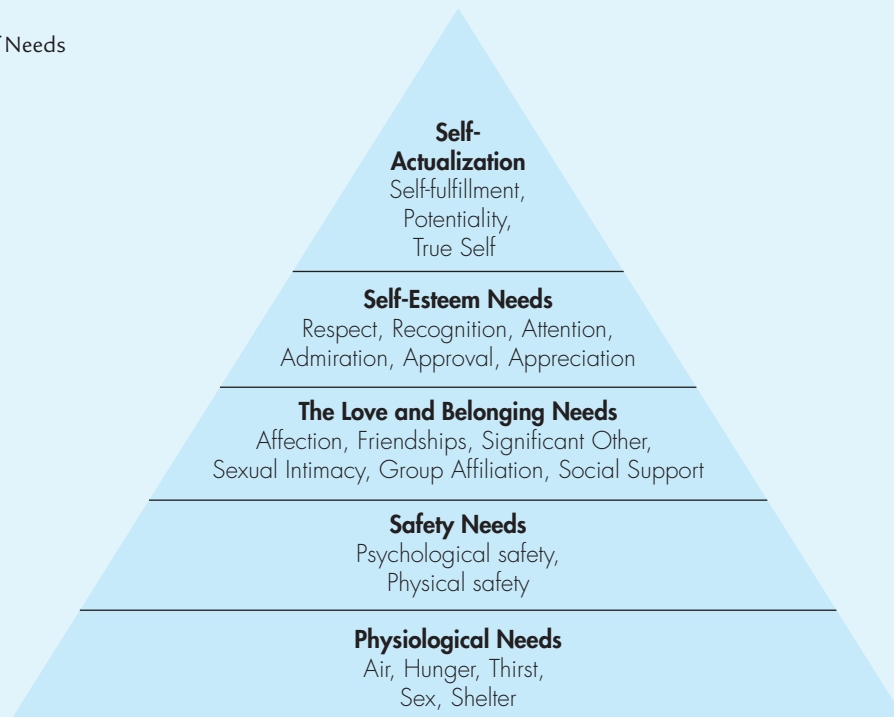 Needs
Self-
Actualization
Self-fulfillment,
Potentiality,
True Self
Self-Esteem Needs
Respect, Recognition, Attention,
Admiration, Approval, Appreciation
The Love and Belonging Needs
Affection, Friendships, Significant Other,
Sexual Intimacy, Group Affiliation, Social Support
Safety Needs
Psychological safety,
Physical safety
Physiological Needs
Air, Hunger, Thirst,
Sex, Shelter